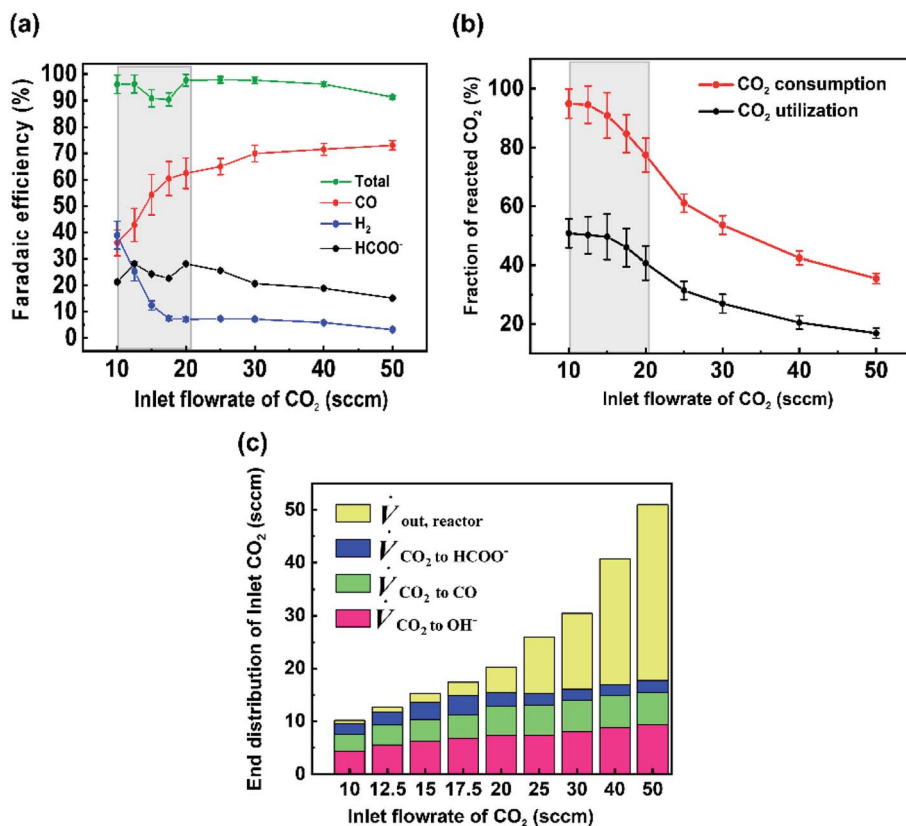 (a)
Faradaic efficiency (%)
100
90
80
70
60
50
40
30
20
10
0
Total
CO
H₂
HCOO⁻
10 20 30 40 50
Inlet flowrate of CO₂ (sccm)
(b)
Fraction of reacted CO₂ (%)
100
80
60
40
20
CO₂ consumption
CO₂ utilization
10 20 30 40 50
Inlet flowrate of CO₂ (sccm)
(c)
End distribution of Inlet CO₂ (sccm)
50
40
30
20
10
0
V̇ out, reactor
V̇ CO₂ to HCOO⁻
V̇ CO₂ to CO
V̇ CO₂ to OH⁻
10 12.5 15 17.5 20 25 30 40 50
Inlet flowrate of CO₂ (sccm)